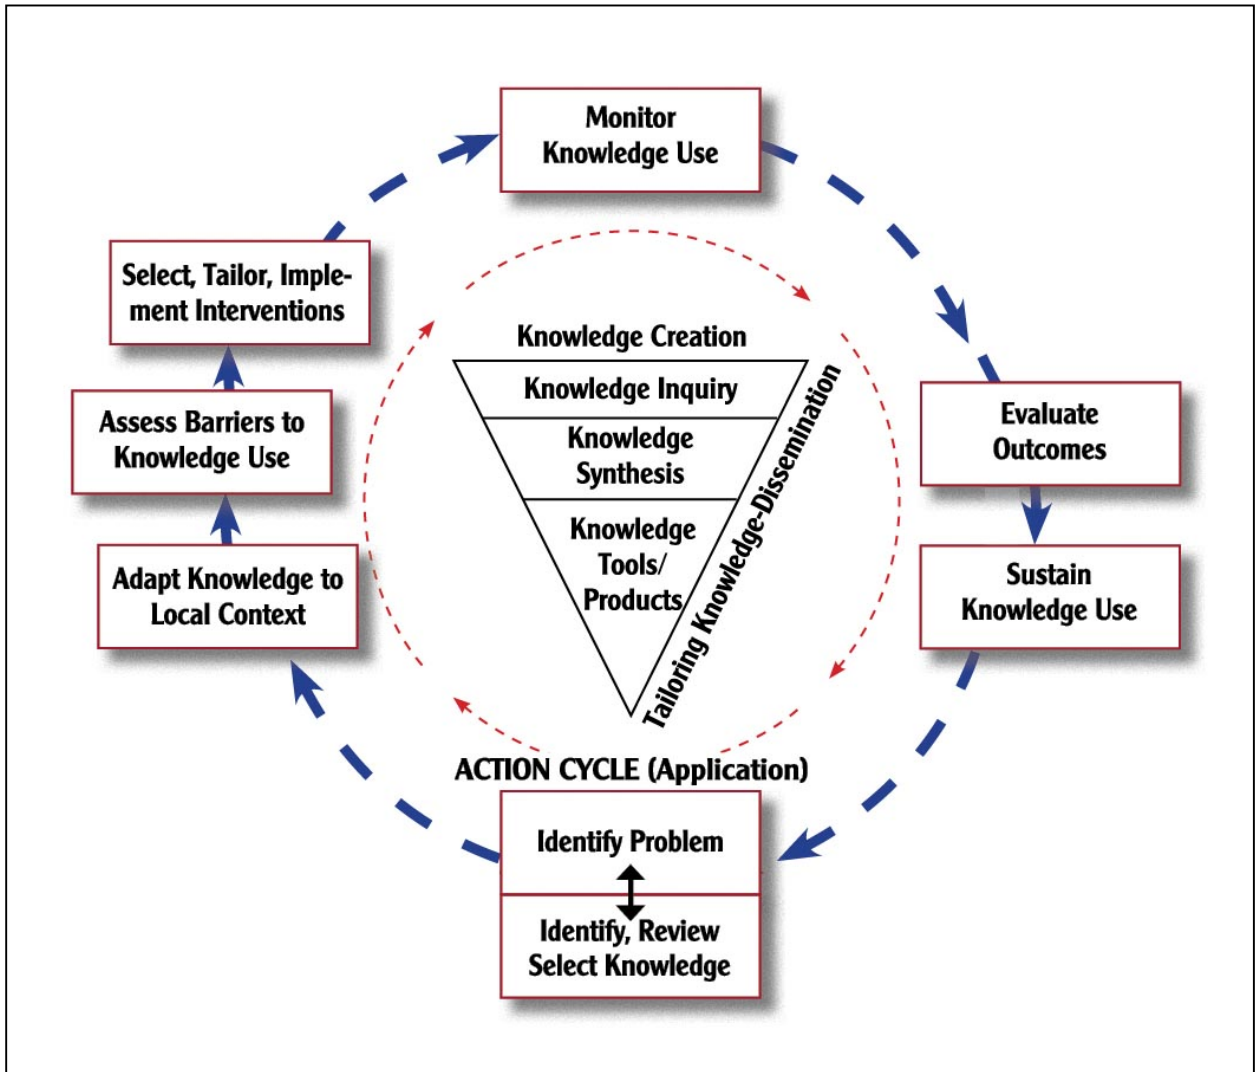 Monitor
Knowledge Use
Select, Tailor, Imple-
ment Interventions
Knowledge Creation
Knowledge Inquiry
Knowledge
Synthesis
Knowledge
Tools/
Products
Tailoring Knowledge-Dissemination
Assess Barriers to
Knowledge Use
Evaluate
Outcomes
Adapt Knowledge to
Local Context
Sustain
Knowledge Use
ACTION CYCLE (Application)
Identify Problem
Identify, Review
Select Knowledge